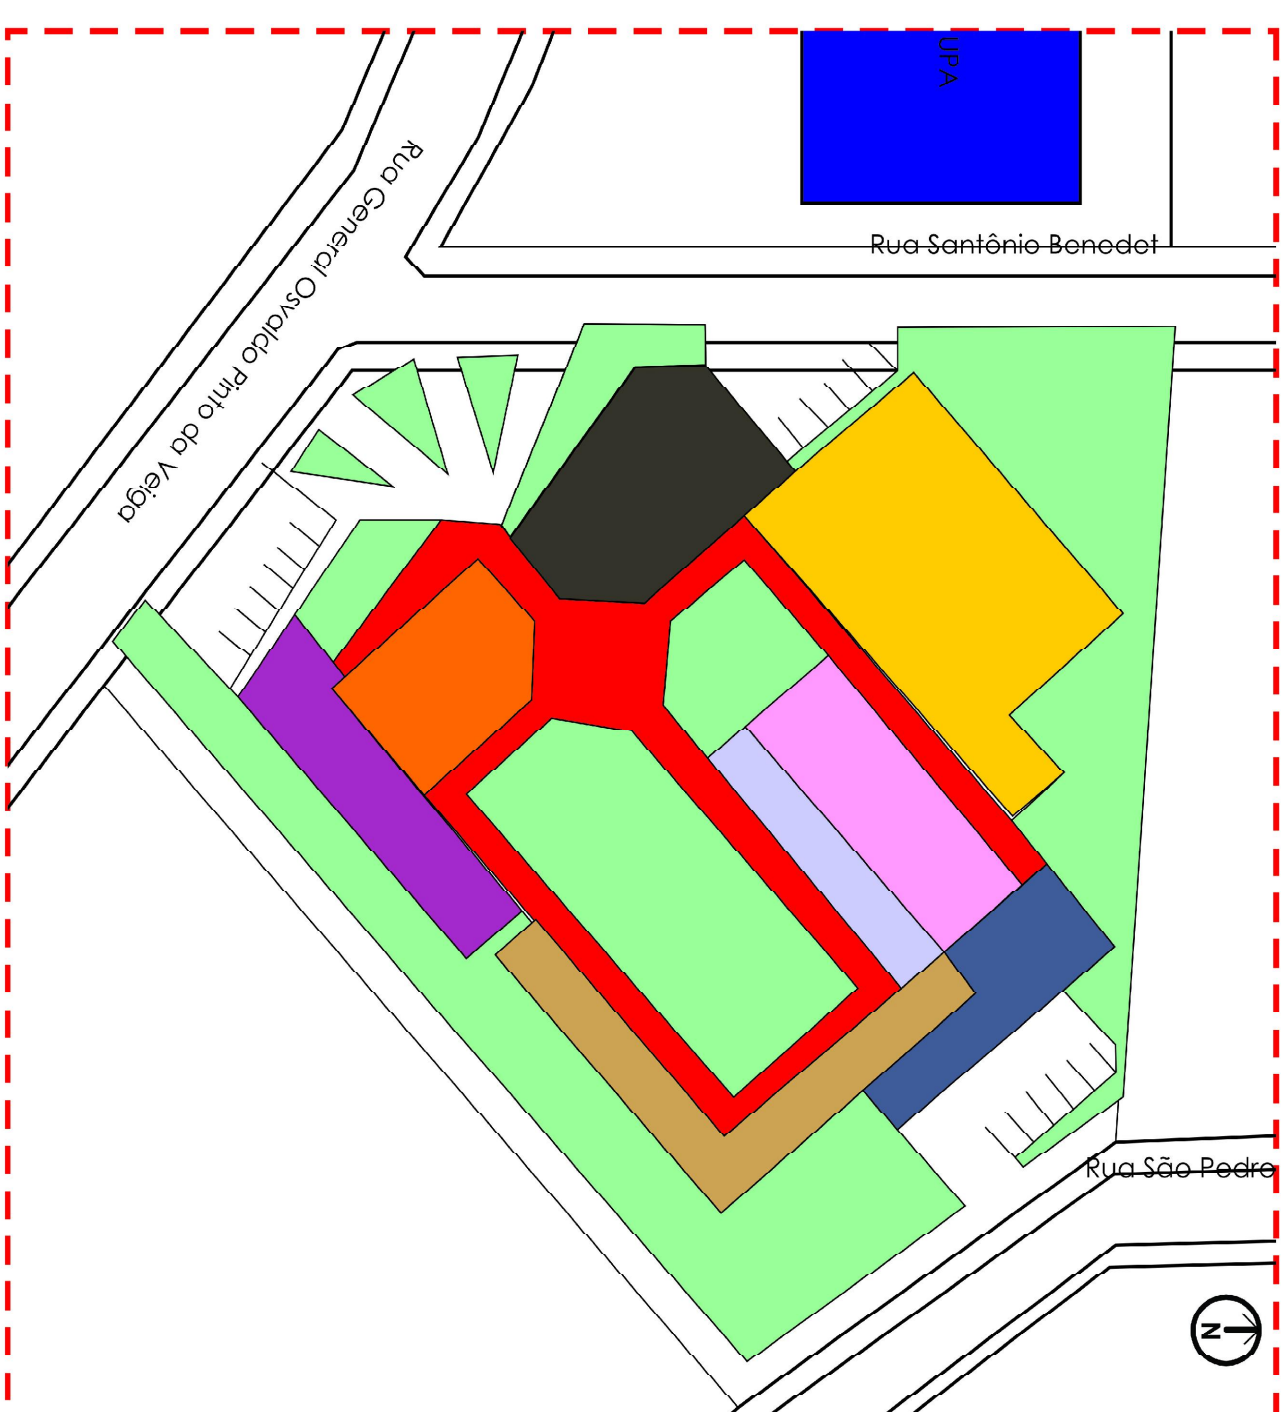 UPA
Rua General Osvaldo Pinto da Veiga
Rua Santônio Benedet
Rua São Pedro
N